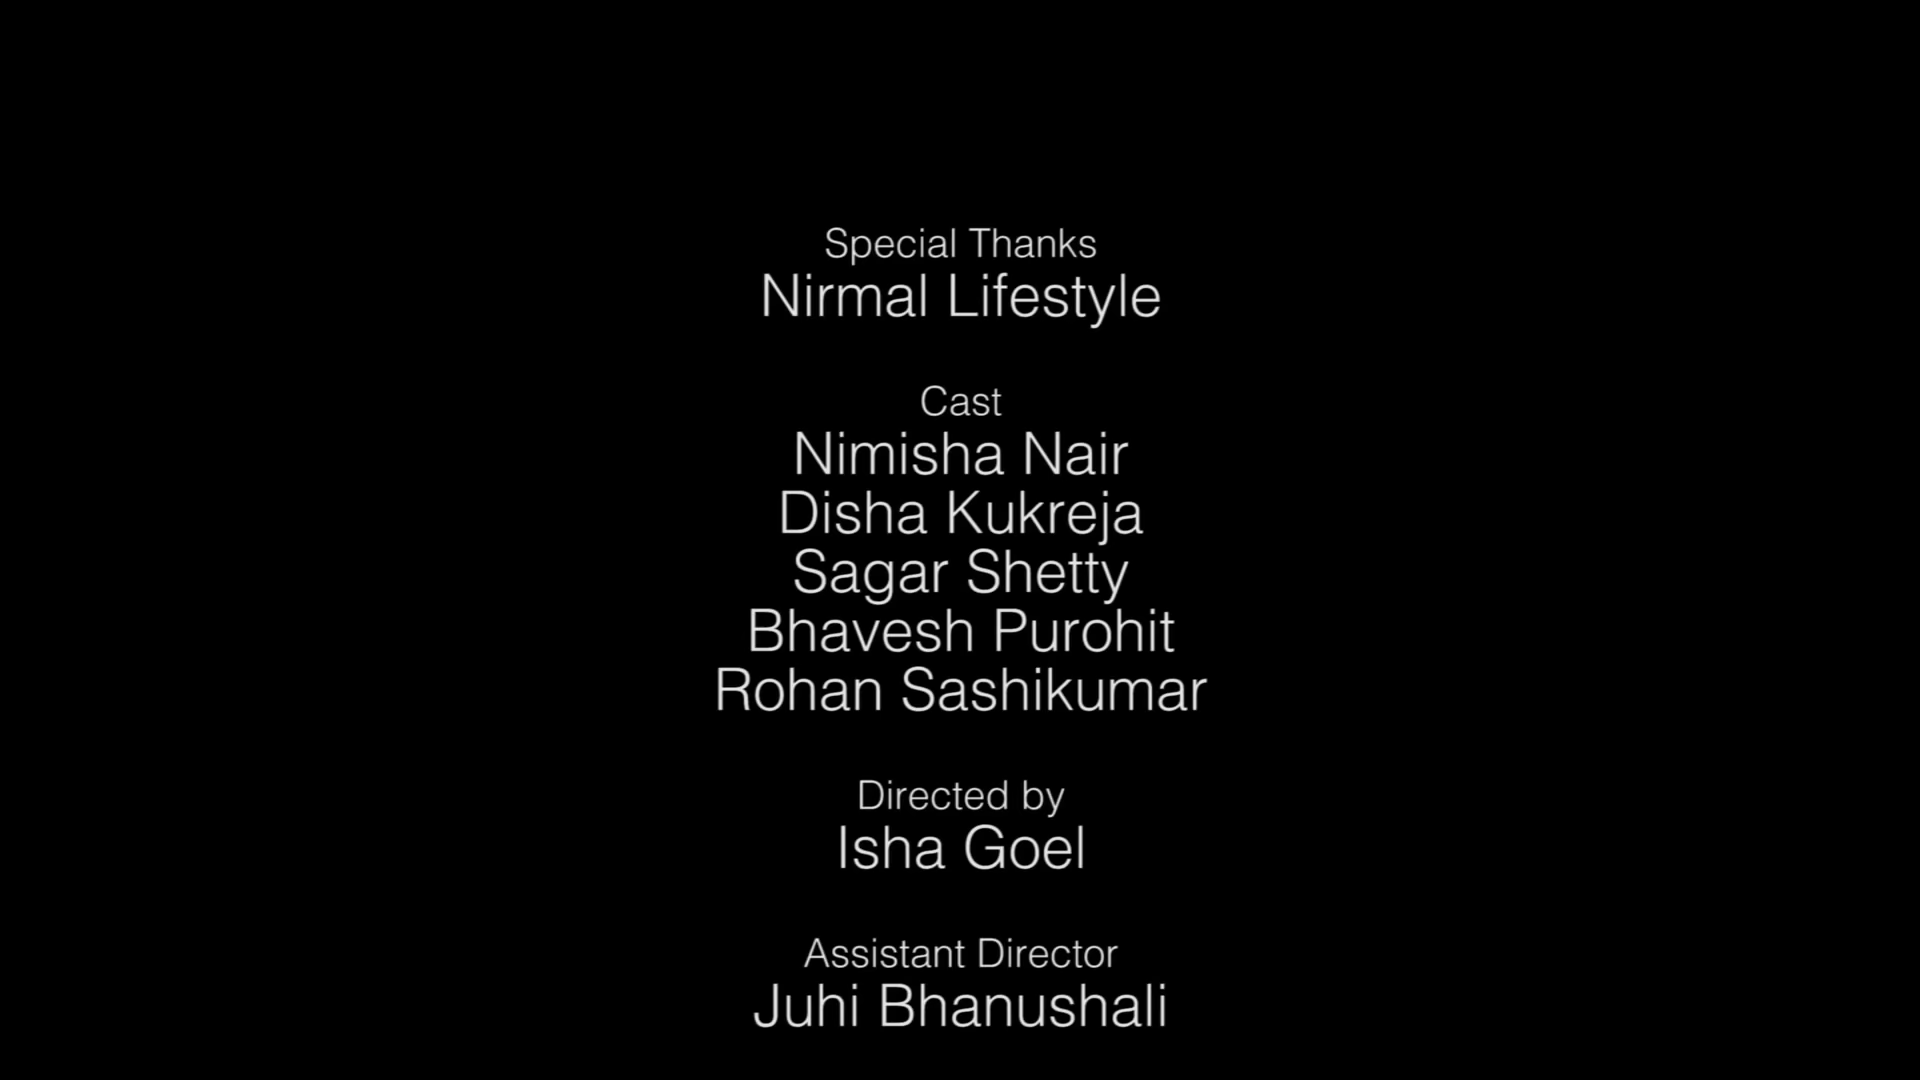 Special Thanks
Nirmal Lifestyle
Cast
Nimisha Nair
Disha Kukreja
Sagar Shetty
Bhavesh Purohit
Rohan Sashikumar
Directed by
Isha Goel
Assistant Director
Juhi Bhanushali